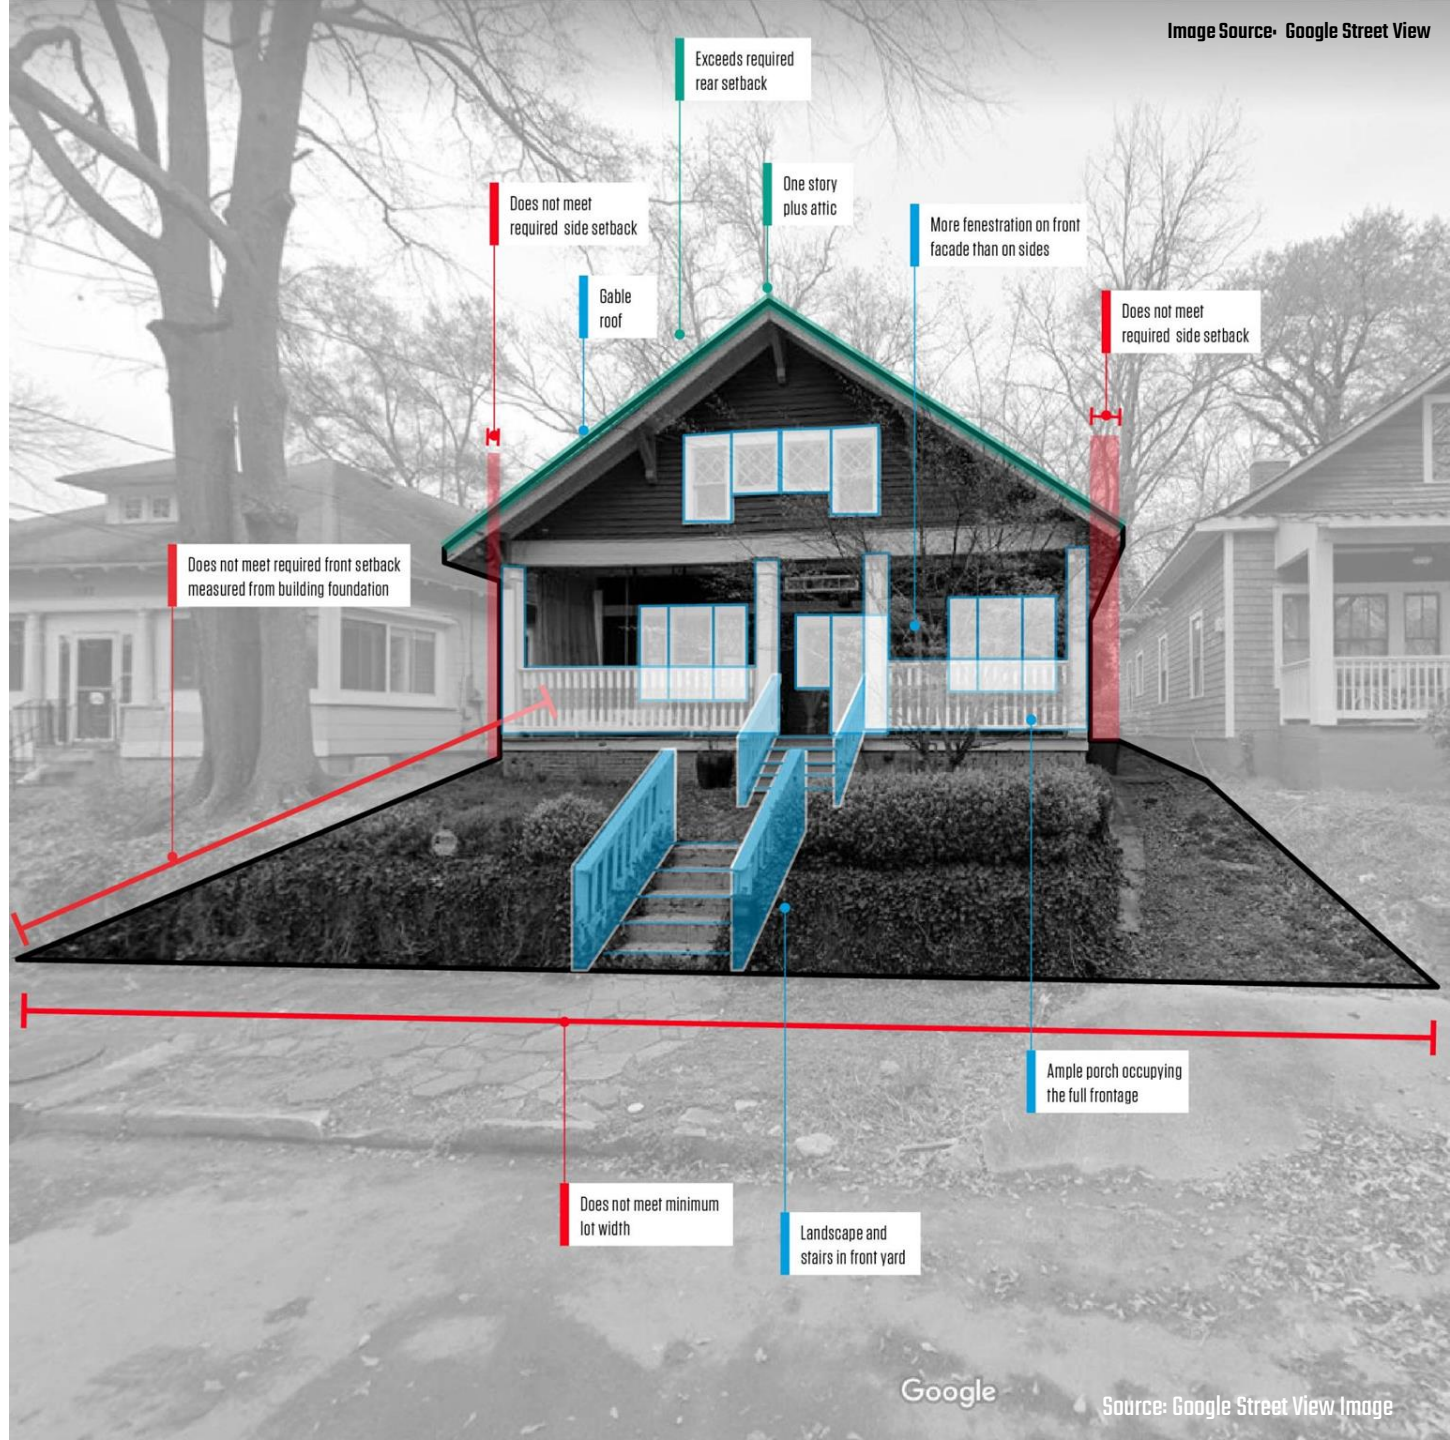 Image Source: Google Street View
Exceeds required
rear setback
One story
plus attic
Does not meet
required side setback
More fenestration on front
facade than on sides
Gable
roof
Does not meet
required side setback
Does not meet required front setback
measured from building foundation
Ample porch occupying
the full frontage
Does not meet minimum
lot width
Landscape and
stairs in front yard
Google
Source: Google Street View Image